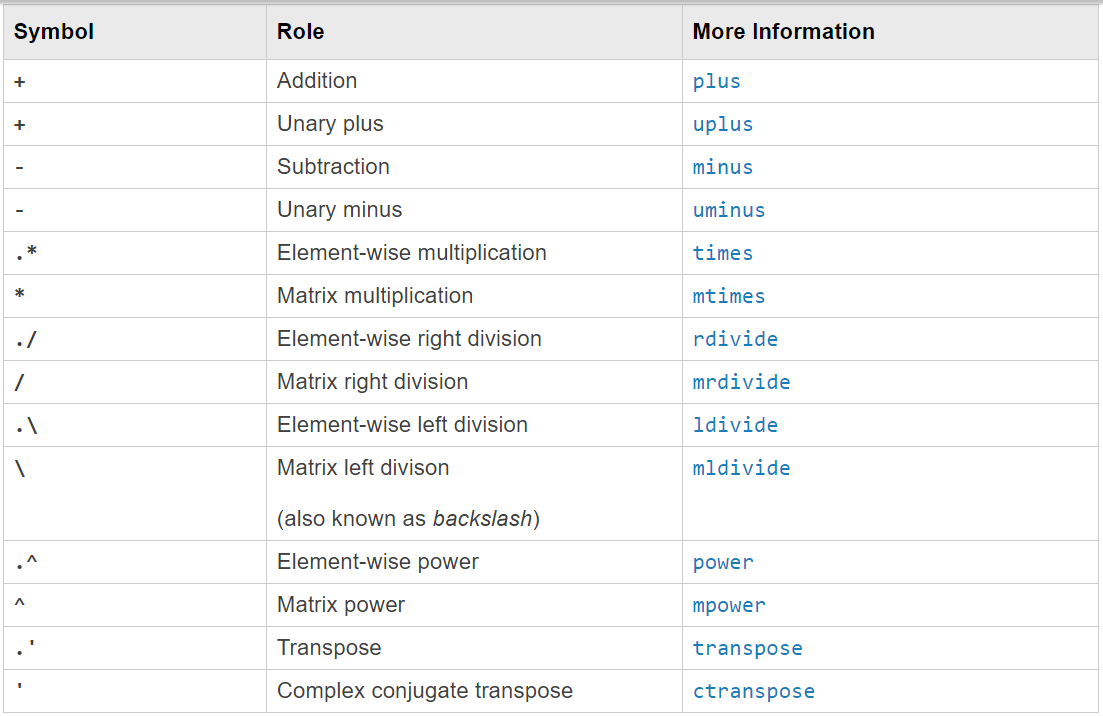 Symbol Role More Information
+ Addition plus
+ Unary plus uplus
- Subtraction minus
- Unary minus uminus
.* Element-wise multiplication times
* Matrix multiplication mtimes
./ Element-wise right division rdivide
/ Matrix right division mrdivide
.\ Element-wise left division ldivide
\ Matrix left divison mldivide
(also known as backslash)
.^ Element-wise power power
^ Matrix power mpower
.' Transpose transpose
' Complex conjugate transpose ctranspose